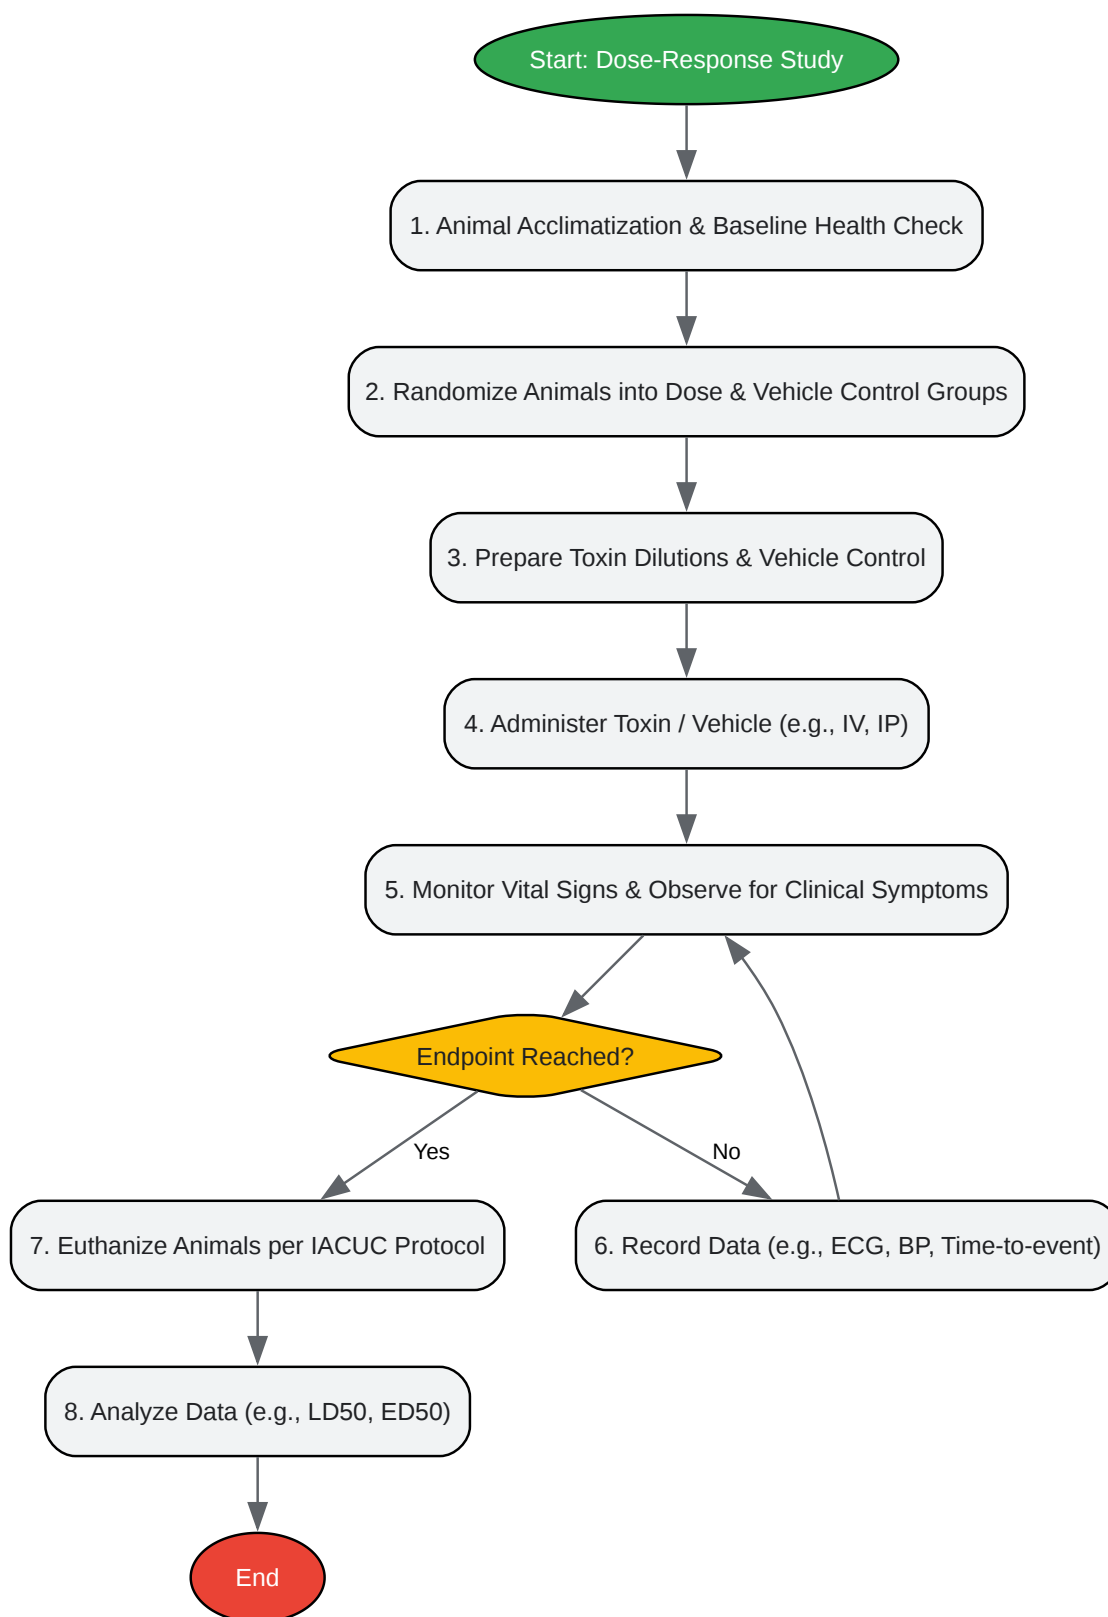 Start: Dose-Response Study
1. Animal Acclimatization & Baseline Health Check
2. Randomize Animals into Dose & Vehicle Control Groups
3. Prepare Toxin Dilutions & Vehicle Control
4. Administer Toxin / Vehicle (e.g., IV, IP)
5. Monitor Vital Signs & Observe for Clinical Symptoms
Endpoint Reached?
Yes
No
7. Euthanize Animals per IACUC Protocol
6. Record Data (e.g., ECG, BP, Time-to-event)
8. Analyze Data (e.g., LD50, ED50)
End